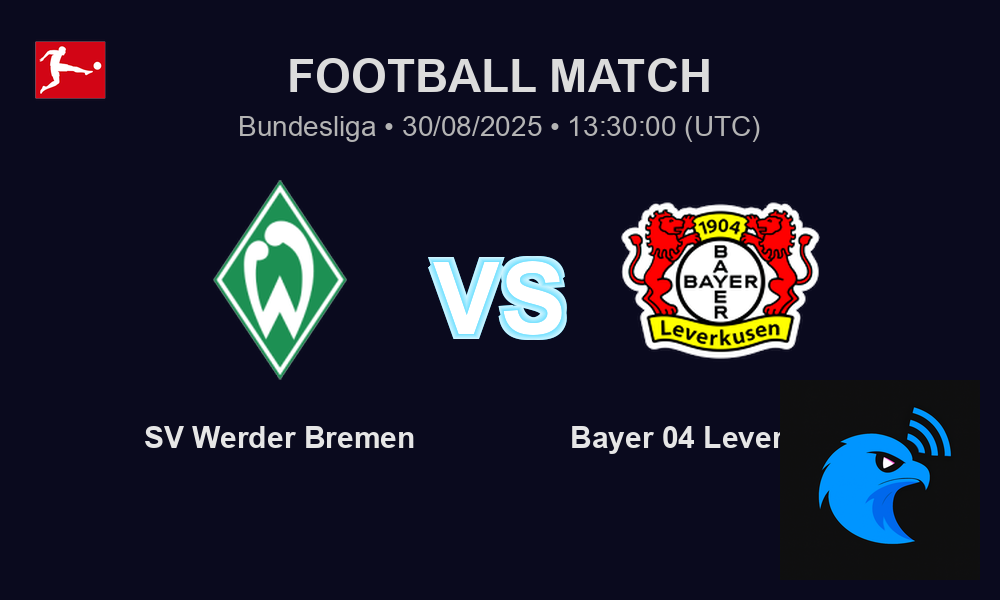 FOOTBALL MATCH
Bundesliga • 30/08/2025 • 13:30:00 (UTC)
1904
BAYER
BAYER
Leverkusen
VS
SV Werder Bremen
Bayer 04 Lever